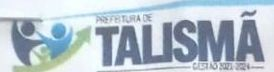 PREFEITURA DE
TALISMÃ
GESTÃO 2021-2024